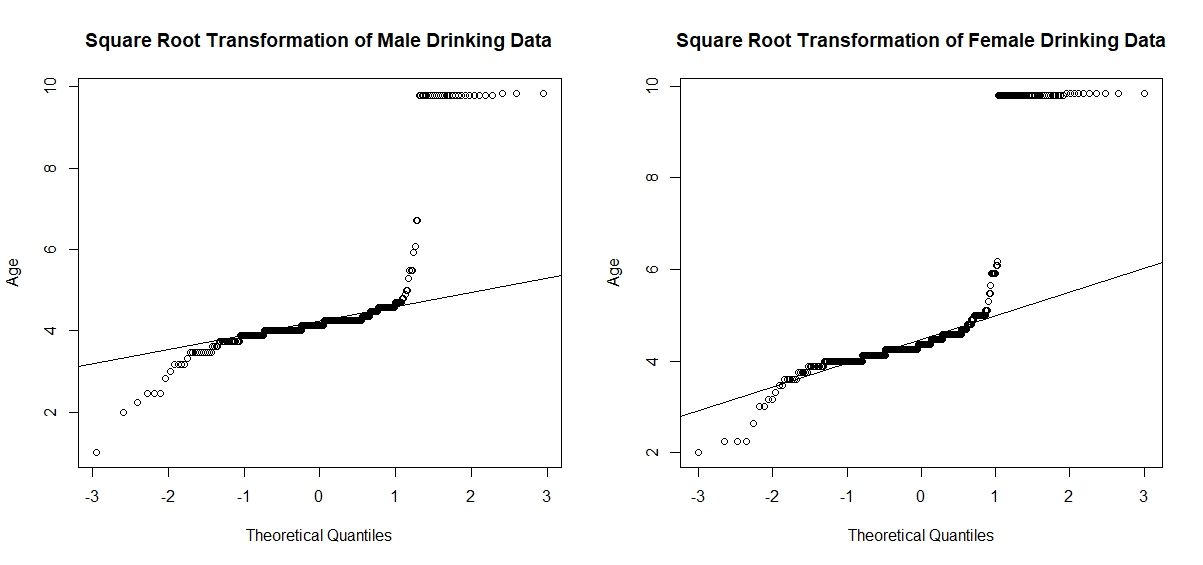 Square Root Transformation of Male Drinking Data
10
8
6
4
2
Age
-3 -2 -1 0 1 2 3
Theoretical Quantiles
Square Root Transformation of Female Drinking Data
10
8
6
4
2
Age
-3 -2 -1 0 1 2 3
Theoretical Quantiles